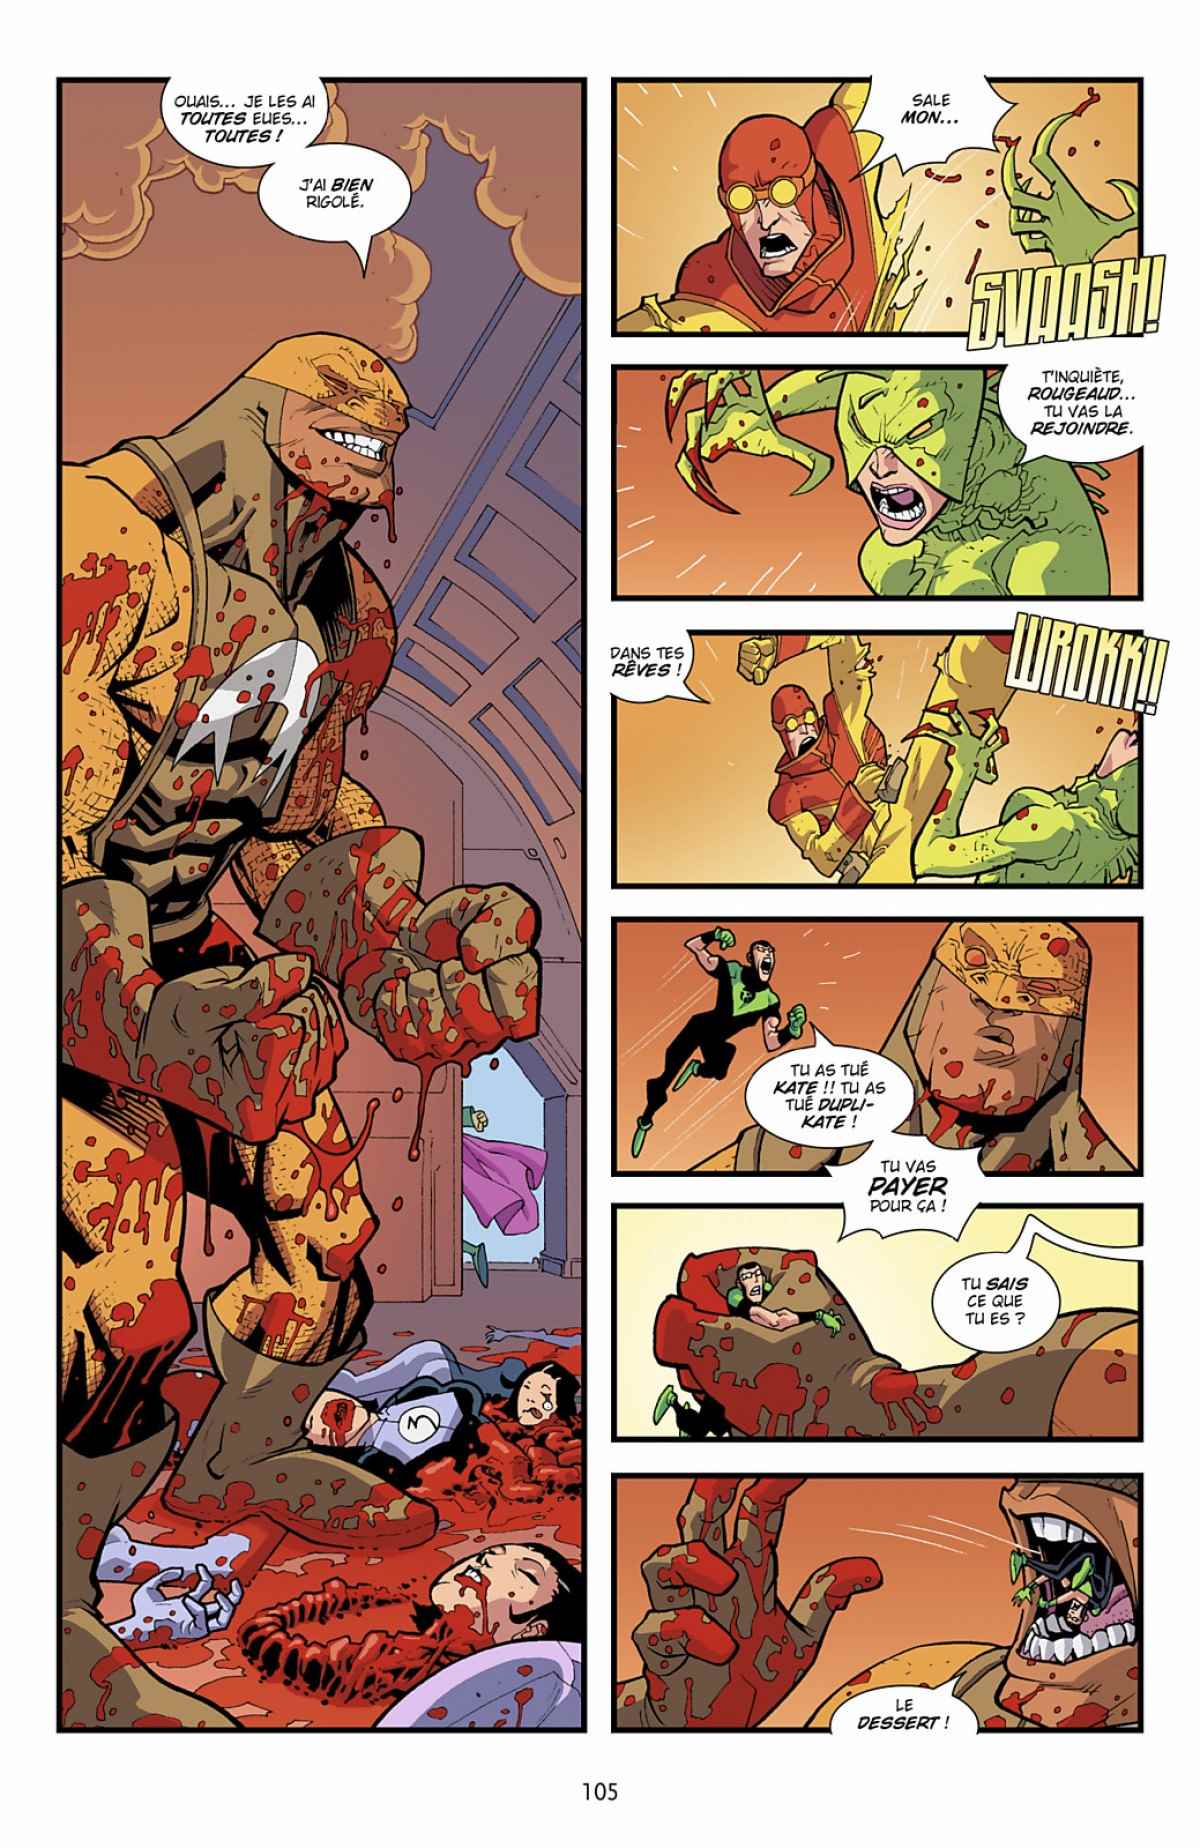 OUAIS... JE LES AI
TOUTES EUES...
TOUTES !
J'AI BIEN
RIGOLÉ.
SALE
MON...
SVAASH!
T'INQUIÈTE,
ROUGEAUD...
TU VAS LA
REJOINDRE.
DANS TES
RÊVES !
WROKK!!
TU AS TUÉ
KATE !! TU AS
TUÉ DUPLI-
KATE !
TU VAS
PAYER
POUR ÇA !
TU SAIS
CE QUE
TU ES ?
LE
DESSERT !
3
105